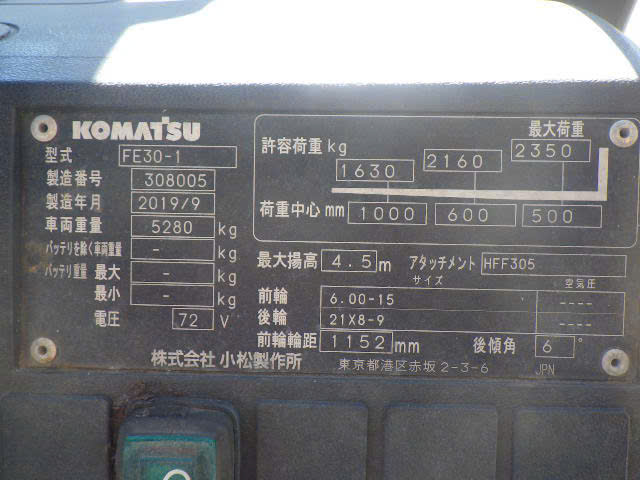 KOMATSU
型式 FE30-1
製造番号 308005
製造年月 2019/9
車両重量 5280 kg
バッテリを除く車両重量 - kg
バッテリ重量 最大 - kg
最小 - kg
電圧 72 V
最大荷重
許容荷重 kg 1630 2160 2350
荷重中心 mm 1000 600 500
最大揚高 4.5 m アタッチメント HFF305
サイズ 空気圧
前輪 6.00-15 ----
後輪 21X8-9 ----
前輪輪距 1152 mm 後傾角 6 °
株式会社 小松製作所 東京都港区赤坂 2-3-6 JPN